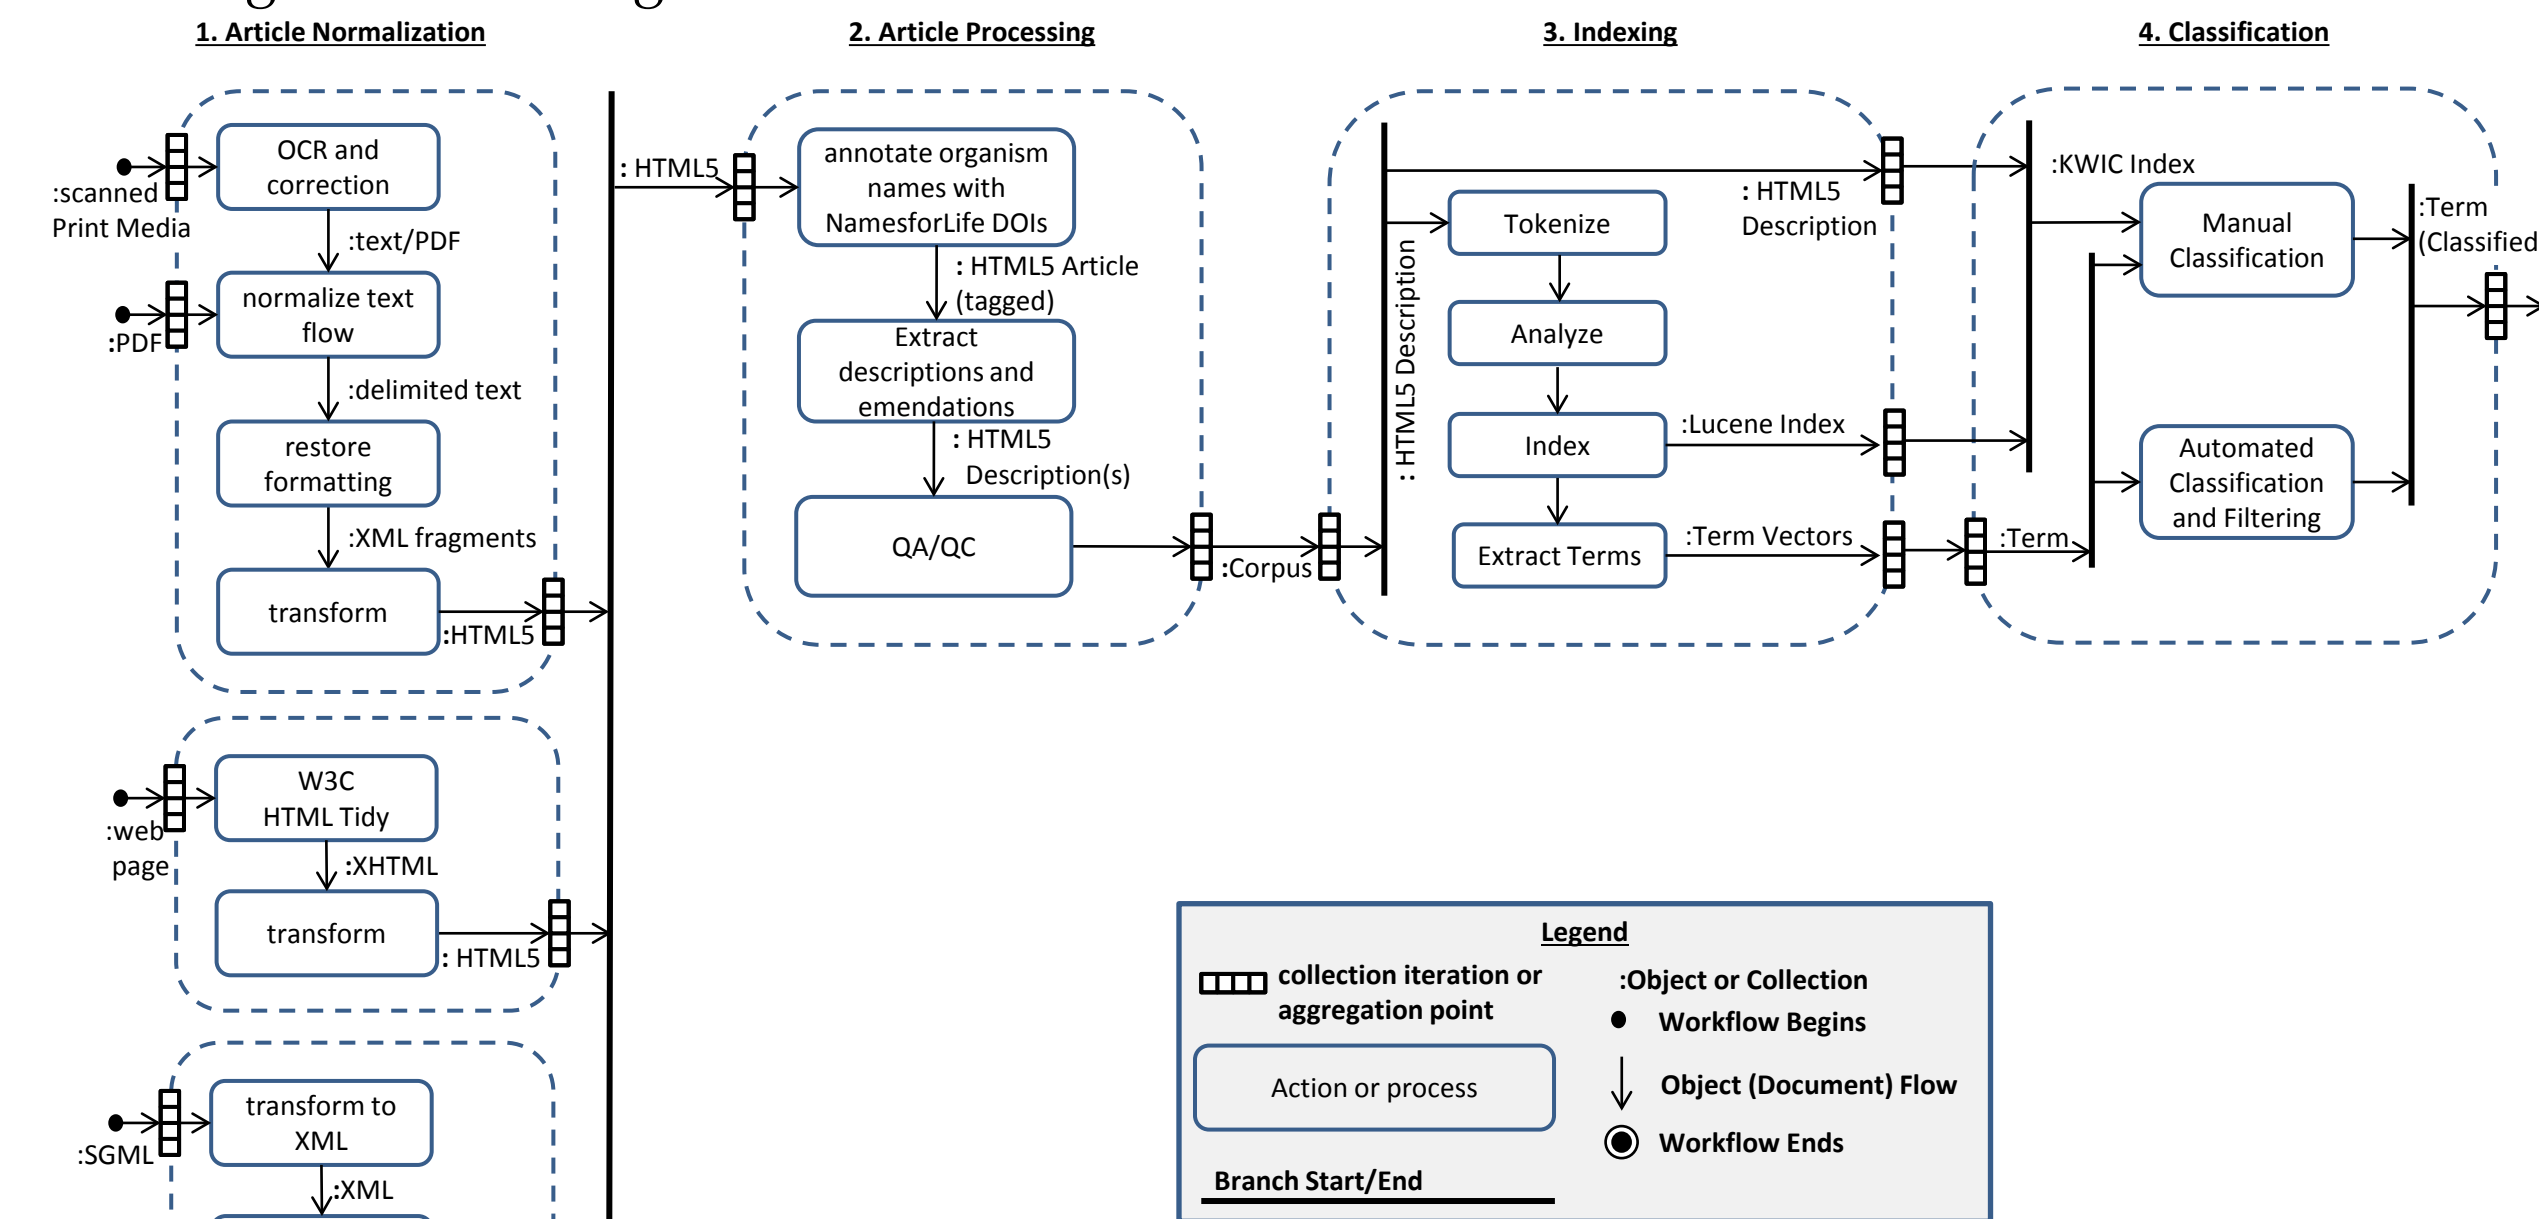 1. Article Normalization
2. Article Processing
3. Indexing
4. Classification
:scanned
Print Media
OCR and
correction
:text/PDF
:PDF
normalize text
flow
:delimited text
restore
formatting
:XML fragments
transform
:HTML5
:web
page
W3C
HTML Tidy
:XHTML
transform
: HTML5
:SGML
transform to
XML
:XML
: HTML5
annotate organism
names with
NamesforLife DOIs
: HTML5 Article
(tagged)
Extract
descriptions and
emendations
: HTML5
Description(s)
QA/QC
:Corpus
: HTML5 Description
: HTML5
Description
Tokenize
Analyze
Index
:Lucene Index
Extract Terms
:Term Vectors
:KWIC Index
Manual
Classification
:Term
Automated
Classification
and Filtering
:Term
(Classified
Legend
collection iteration or
aggregation point
Action or process
Branch Start/End
:Object or Collection
Workflow Begins
Object (Document) Flow
Workflow Ends